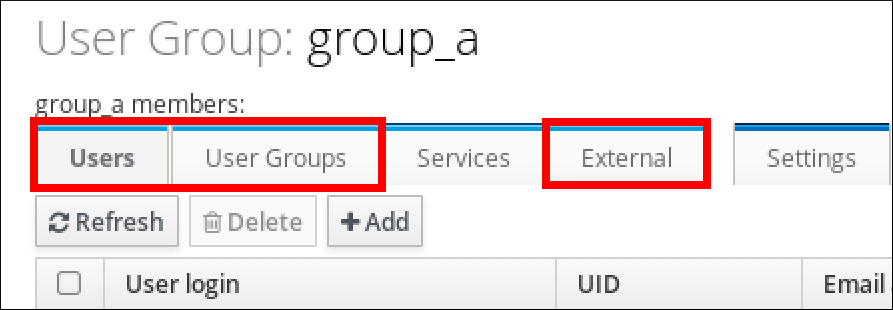 User Group: group_a
group_a members:
Users User Groups Services External Settings
Refresh Delete Add
User login UID Email